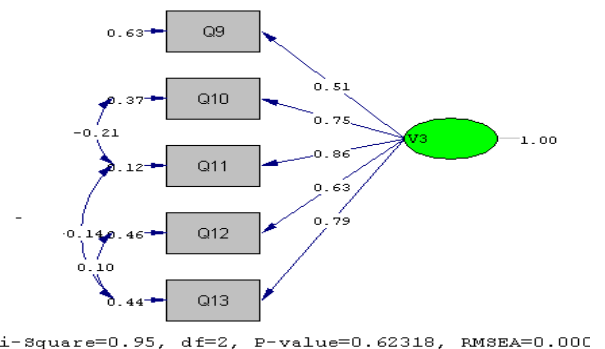 0.63 Q9
0.51
0.37 Q10
0.75
-0.21
V3 1.00
0.12 Q11
0.86
0.63
-0.14 0.46 Q12
0.79
0.10
0.44 Q13
i-Square=0.95, df=2, P-value=0.62318, RMSEA=0.000